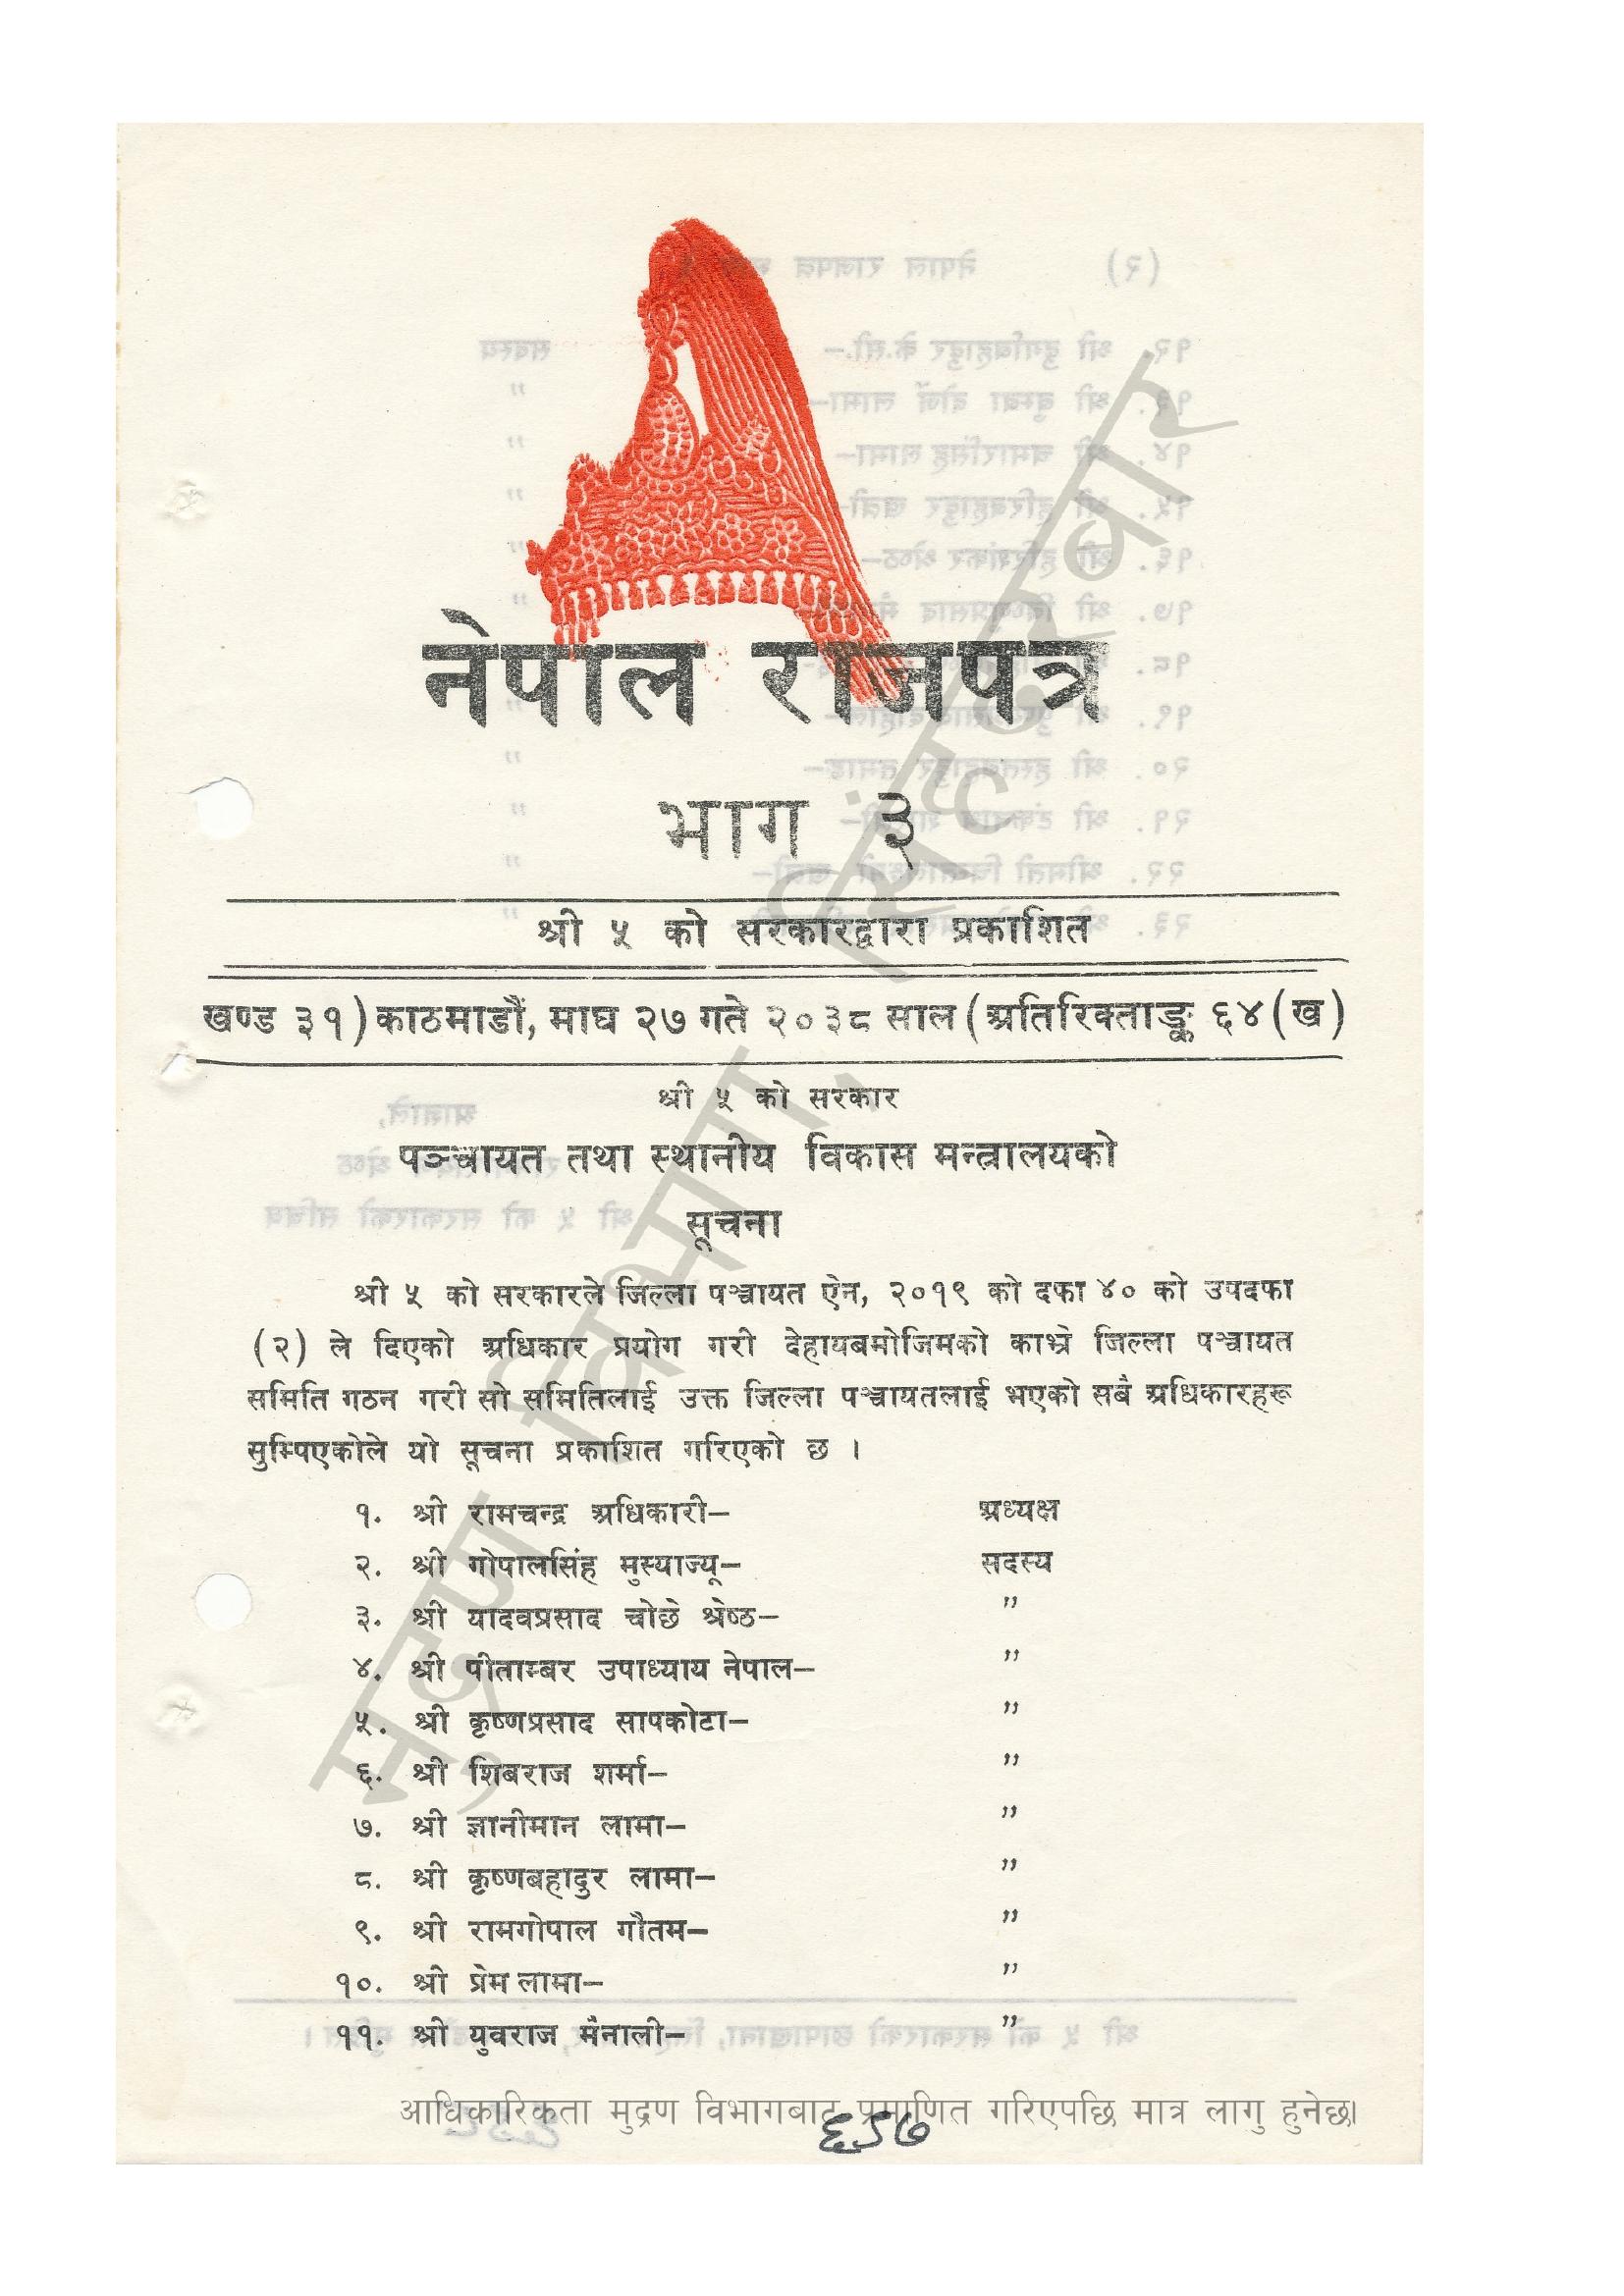 नेपाल राजपत्र
भाग ३
श्री ५ को सरकारद्वारा प्रकाशित
खण्ड ३१) काठमाडौं, माघ २७ गते २०३८ साल (अतिरिक्ताङ्क ६४ (ख)
श्री ५ को सरकार
पञ्चायत तथा स्थानीय विकास मन्त्रालयको
सूचना
श्री ५ को सरकारले जिल्ला पञ्चायत ऐन, २०१९ को दफा ४० को उपदफा
(२) ले दिएको अधिकार प्रयोग गरी देहायबमोजिमको काभ्रे जिल्ला पञ्चायत
समिति गठन गरी सो समितिलाई उक्त जिल्ला पञ्चायतलाई भएको सबै अधिकारहरू
सुम्पिएकोले यो सूचना प्रकाशित गरिएको छ ।
१. श्री रामचन्द्र अधिकारी– अध्यक्ष
२. श्री गोपालसिंह मुस्याज्यू– सदस्य
३. श्री यादवप्रसाद चोछे श्रेष्ठ– ”
४. श्री पीताम्बर उपाध्याय नेपाल– ”
५. श्री कृष्णप्रसाद सापकोटा– ”
६. श्री शिबराज शर्मा– ”
७. श्री ज्ञानीमान लामा– ”
८. श्री कृष्णबहादुर लामा– ”
९. श्री रामगोपाल गौतम– ”
१०. श्री प्रेम लामा– ”
११. श्री युवराज मैनाली– ”
आधिकारिकता मुद्रण विभागबाट प्रमाणित गरिएपछि मात्र लागु हुनेछ।
मुद्रण विभाग, सिंहदरबार